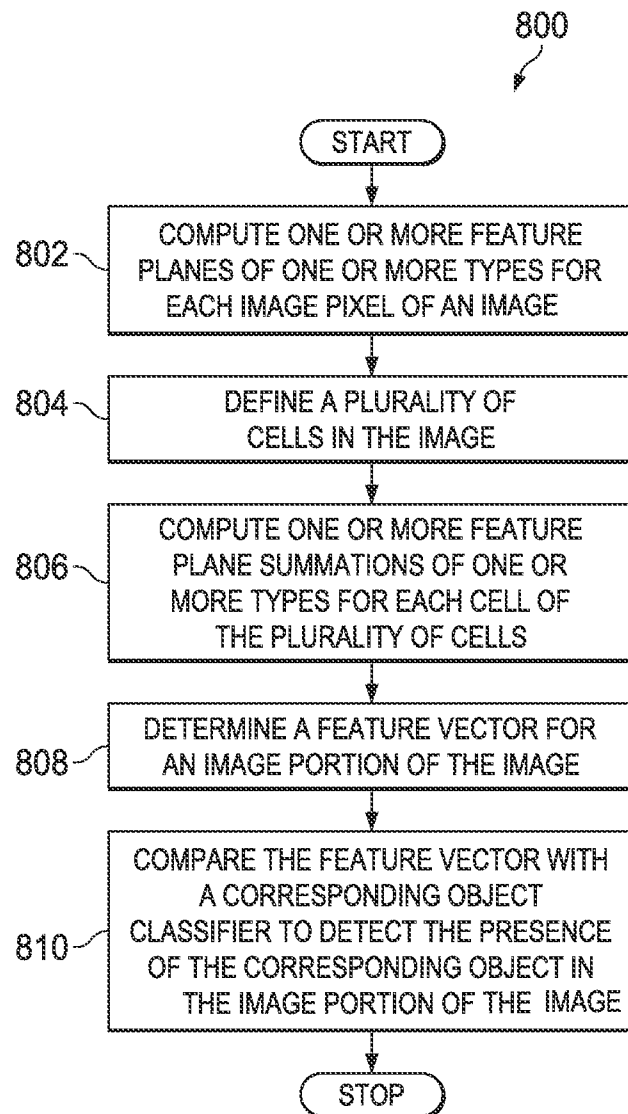 800
START
802
COMPUTE ONE OR MORE FEATURE
PLANES OF ONE OR MORE TYPES FOR
EACH IMAGE PIXEL OF AN IMAGE
804
DEFINE A PLURALITY OF
CELLS IN THE IMAGE
806
COMPUTE ONE OR MORE FEATURE
PLANE SUMMATIONS OF ONE OR
MORE TYPES FOR EACH CELL OF
THE PLURALITY OF CELLS
808
DETERMINE A FEATURE VECTOR FOR
AN IMAGE PORTION OF THE IMAGE
810
COMPARE THE FEATURE VECTOR WITH
A CORRESPONDING OBJECT
CLASSIFIER TO DETECT THE PRESENCE
OF THE CORRESPONDING OBJECT IN
THE IMAGE PORTION OF THE IMAGE
STOP